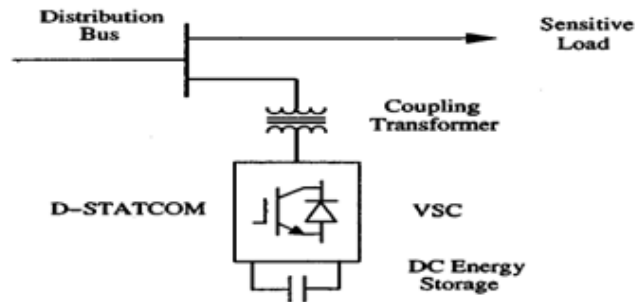 Distribution
Bus
Sensitive
Load
Coupling
Transformer
D-STATCOM
VSC
DC Energy
Storage